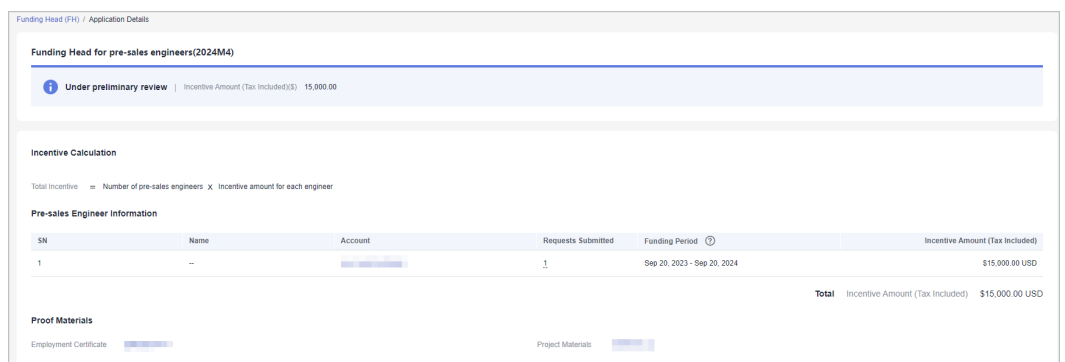 Funding Head (FH) / Application Details
Funding Head for pre-sales engineers(2024M4)
Under preliminary review | Incentive Amount (Tax Included)($) 15,000.00
Incentive Calculation
Total Incentive = Number of pre-sales engineers X Incentive amount for each engineer
Pre-sales Engineer Information
SN Name Account Requests Submitted Funding Period Incentive Amount (Tax Included)
1 -- 1 Sep 20, 2023 - Sep 20, 2024 $15,000.00 USD
Total Incentive Amount (Tax Included) $15,000.00 USD
Proof Materials
Employment Certificate Project Materials